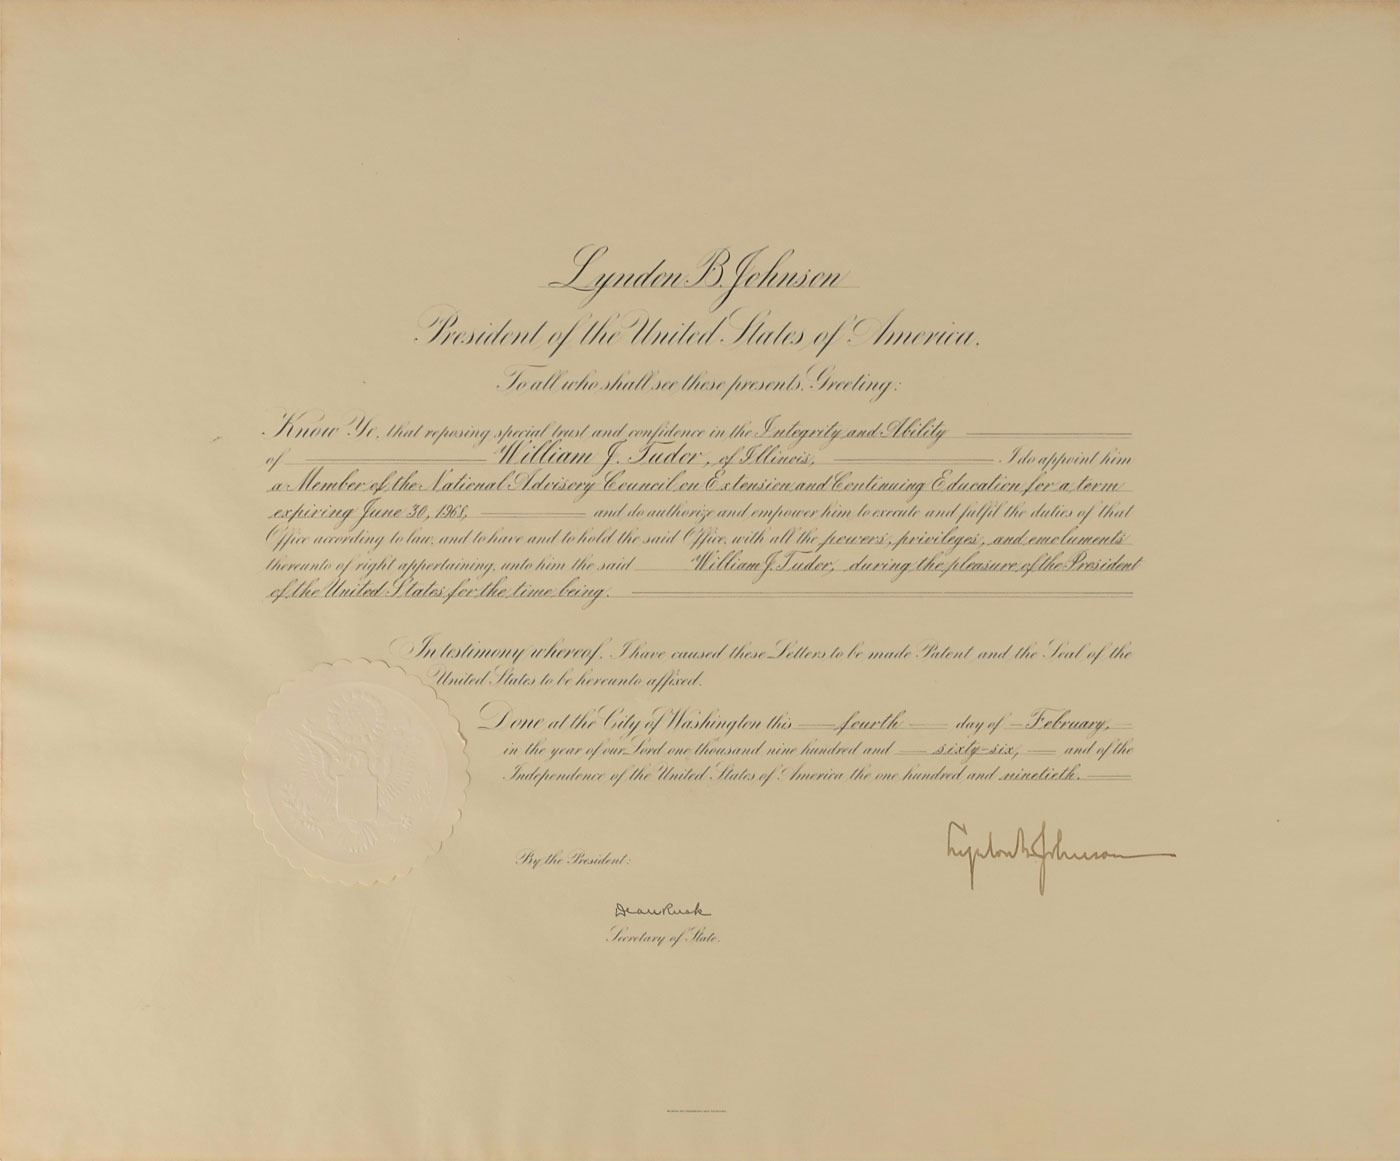 Lyndon B. Johnson
President of the United States of America.
To all who shall see these presents, Greeting:
Know Ye, that reposing special trust and confidence in the Integrity and Ability
of William J. Tudor, of Illinois, I do appoint him
a Member of the National Advisory Council on Extension and Continuing Education for a term
expiring June 30, 1968, and do authorize and empower him to execute and fulfil the duties of that
Office according to law, and to have and to hold the said Office, with all the powers, privileges, and emoluments
thereunto of right appertaining, unto him the said William J. Tudor, during the pleasure of the President
of the United States for the time being.
In testimony whereof, I have caused these Letters to be made Patent and the Seal of the
United States to be hereunto affixed.
Done at the City of Washington this fourth day of February,
in the year of our Lord one thousand nine hundred and sixty-six, and of the
Independence of the United States of America the one hundred and ninetieth.
Lyndon B. Johnson
By the President:
Dean Rusk
Secretary of State.